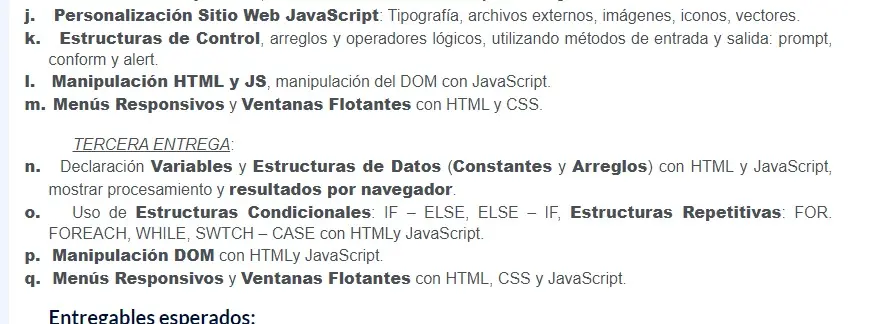 j. Personalización Sitio Web JavaScript: Tipografía, archivos externos, imágenes, iconos, vectores.
k. Estructuras de Control, arreglos y operadores lógicos, utilizando métodos de entrada y salida: prompt,
conform y alert.
l. Manipulación HTML y JS, manipulación del DOM con JavaScript.
m. Menús Responsivos y Ventanas Flotantes con HTML y CSS.
TERCERA ENTREGA:
n. Declaración Variables y Estructuras de Datos (Constantes y Arreglos) con HTML y JavaScript,
mostrar procesamiento y resultados por navegador.
o. Uso de Estructuras Condicionales: IF – ELSE, ELSE – IF, Estructuras Repetitivas: FOR.
FOREACH, WHILE, SWTCH – CASE con HTMLy JavaScript.
p. Manipulación DOM con HTMLy JavaScript.
q. Menús Responsivos y Ventanas Flotantes con HTML, CSS y JavaScript.
Entregables esperados: